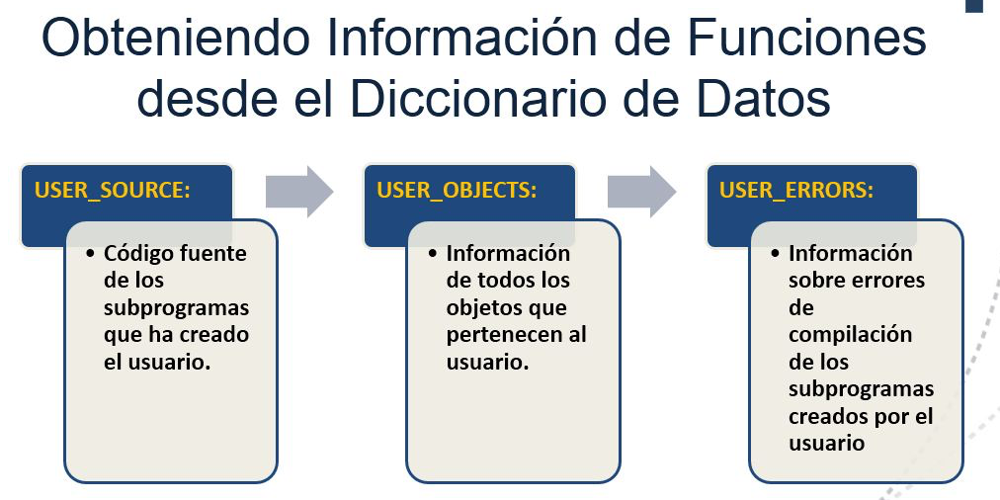 Obteniendo Información de Funciones
desde el Diccionario de Datos
USER_SOURCE:
• Código fuente
de los
subprogramas
que ha creado
el usuario.
USER_OBJECTS:
• Información
de todos los
objetos que
pertenecen al
usuario.
USER_ERRORS:
• Información
sobre errores
de
compilación
de los
subprogramas
creados por el
usuario